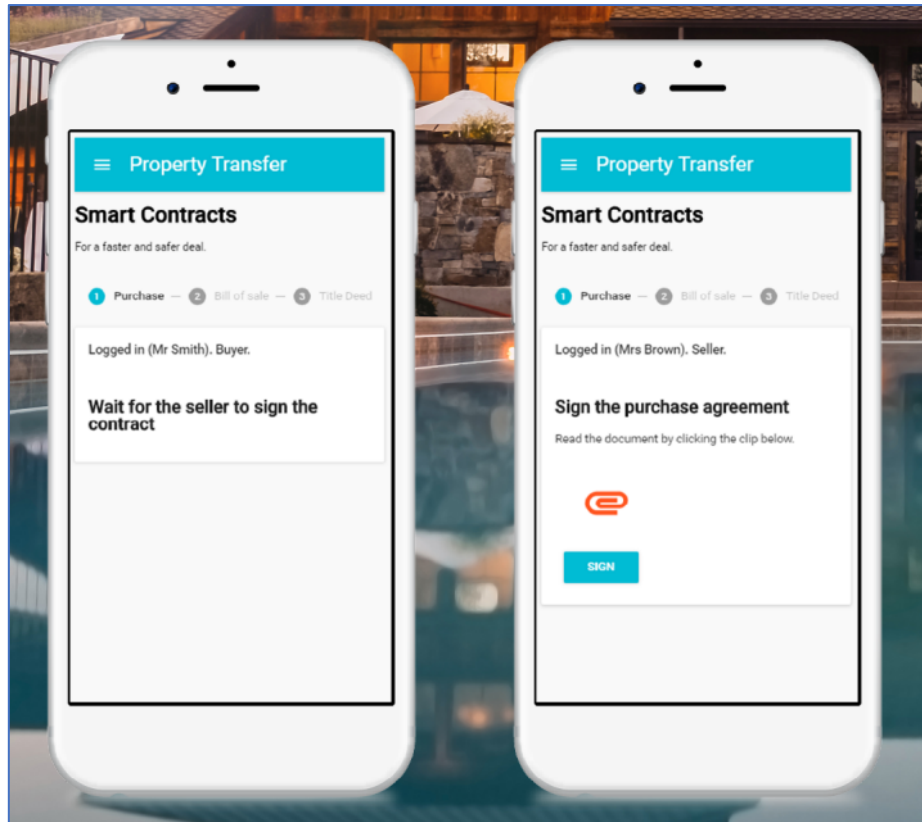 Property Transfer
Smart Contracts
For a faster and safer deal.
1 Purchase — 2 Bill of sale — 3 Title Deed
Logged in (Mr Smith). Buyer.
Wait for the seller to sign the
contract
Property Transfer
Smart Contracts
For a faster and safer deal.
1 Purchase — 2 Bill of sale — 3 Title Deed
Logged in (Mrs Brown). Seller.
Sign the purchase agreement
Read the document by clicking the clip below.
SIGN